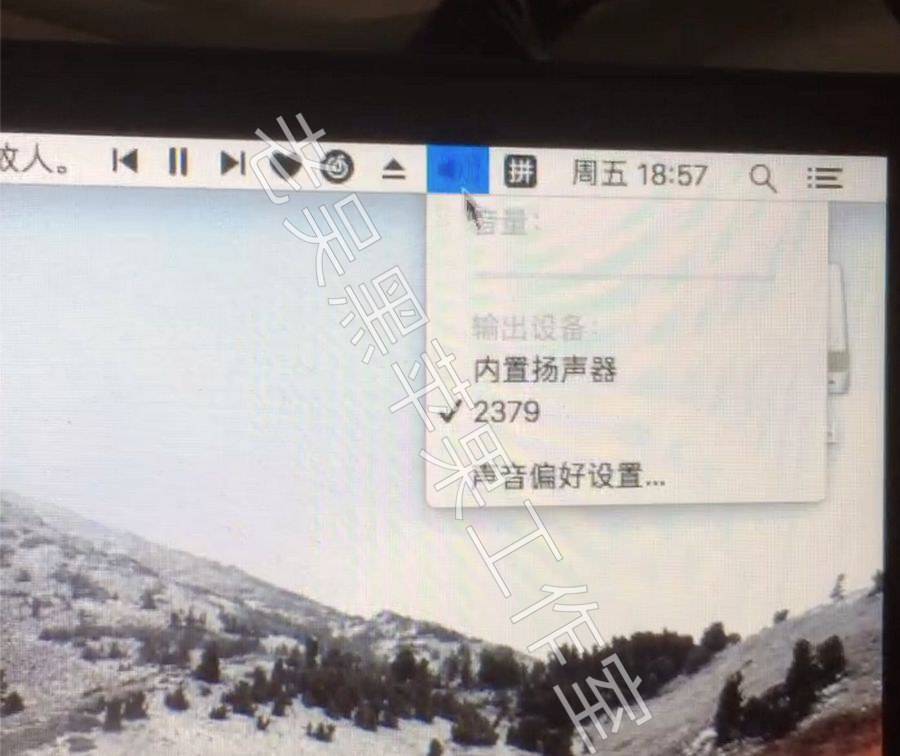 故人。
拼 周五 18:57
音量：
输出设备：
内置扬声器
✓ 2379
声音偏好设置...
老吴黑苹果工作室